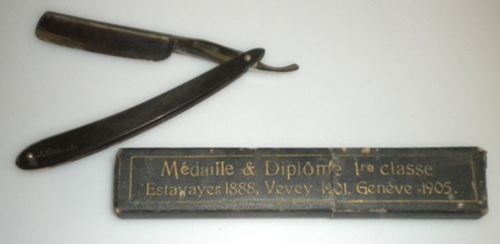 Médaille & Diplôme 1re classe
Estavayer 1888, Vevey 1901, Genève 1905.